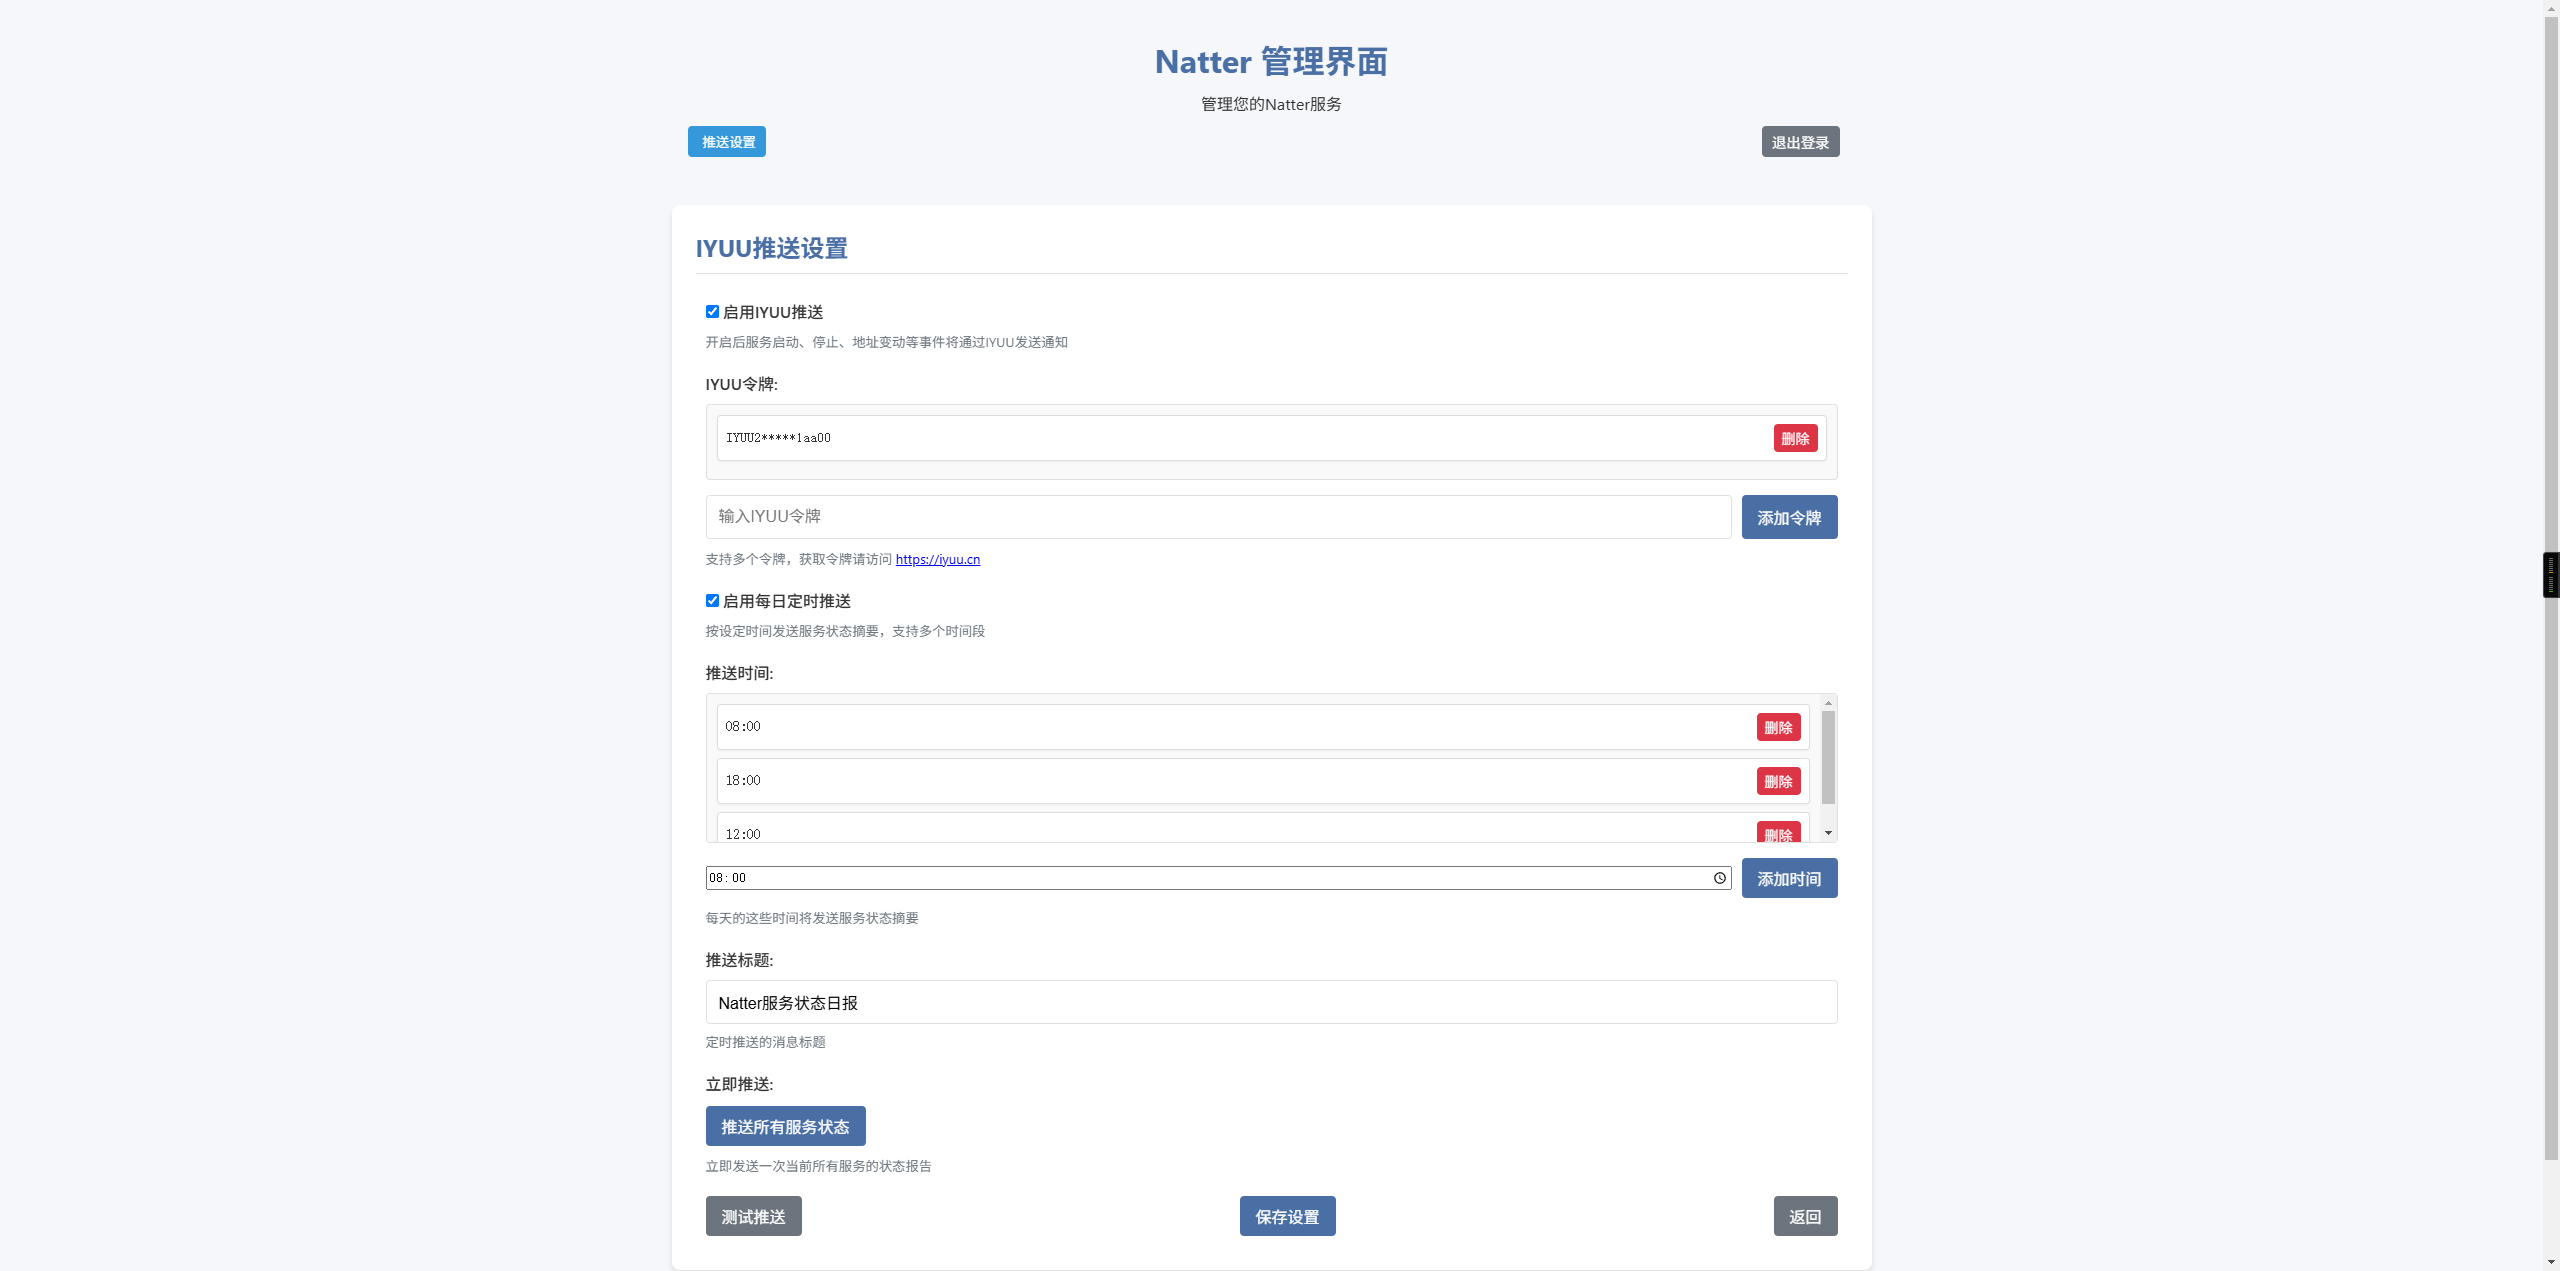 Natter 管理界面
管理您的Natter服务
推送设置
退出登录
IYUU推送设置
启用IYUU推送
开启后服务启动、停止、地址变动等事件将通过IYUU发送通知
IYUU令牌:
IYUU2*****1aa00
删除
输入IYUU令牌
添加令牌
支持多个令牌，获取令牌请访问 https://iyuu.cn
启用每日定时推送
按设定时间发送服务状态摘要，支持多个时间段
推送时间:
08:00
删除
18:00
删除
12:00
删除
08:00
添加时间
每天的这些时间将发送服务状态摘要
推送标题:
Natter服务状态日报
定时推送的消息标题
立即推送:
推送所有服务状态
立即发送一次当前所有服务的状态报告
测试推送
保存设置
返回